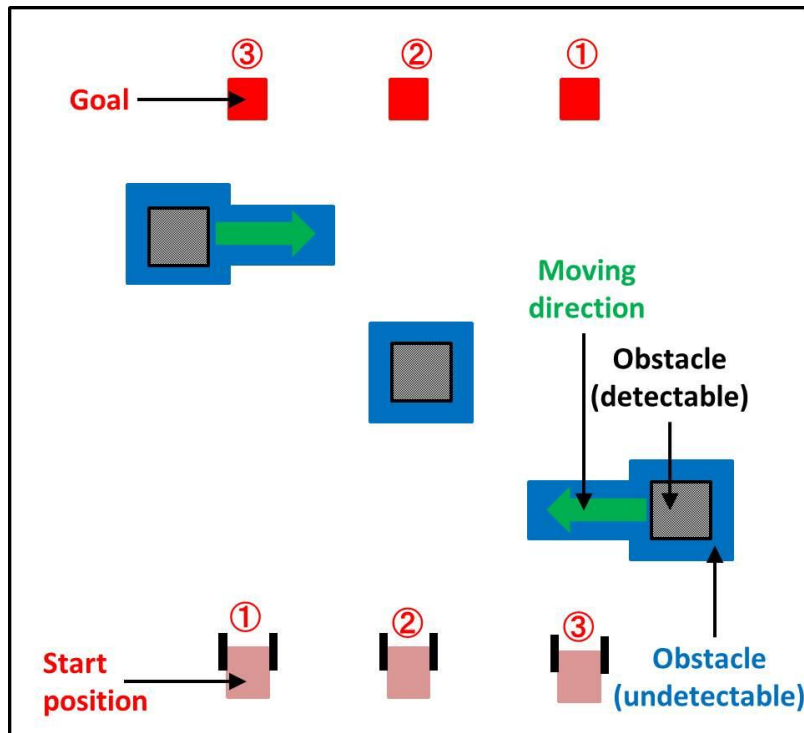 ③ ② ①
Goal
Moving
direction
Obstacle
(detectable)
① ② ③
Start
position
Obstacle
(undetectable)